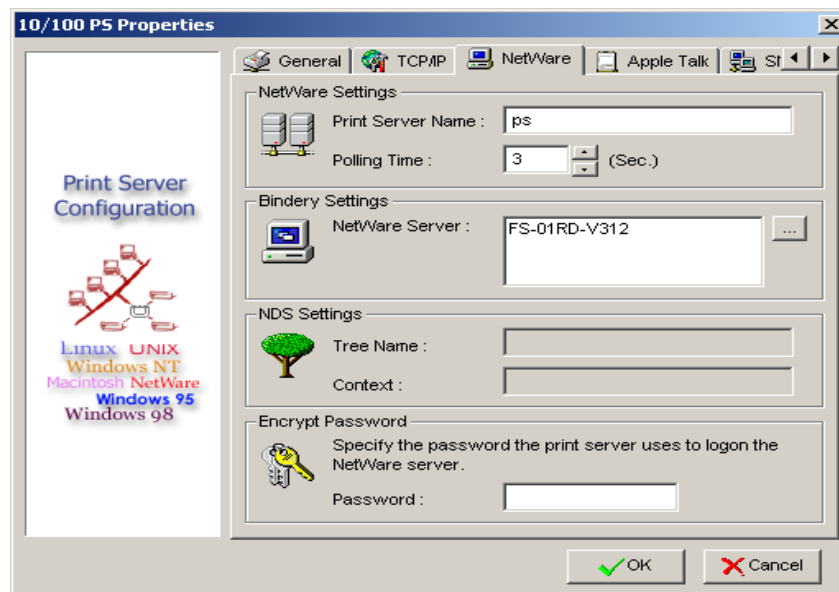 10/100 PS Properties
General TCP/IP NetWare Apple Talk St
Print Server
Configuration
Linux UNIX
Windows NT
Macintosh NetWare
Windows 95
Windows 98
NetWare Settings
Print Server Name : ps
Polling Time : 3 (Sec.)
Bindery Settings
NetWare Server : FS-01RD-V312 ...
NDS Settings
Tree Name :
Context :
Encrypt Password
Specify the password the print server uses to logon the
NetWare server.
Password :
OK Cancel